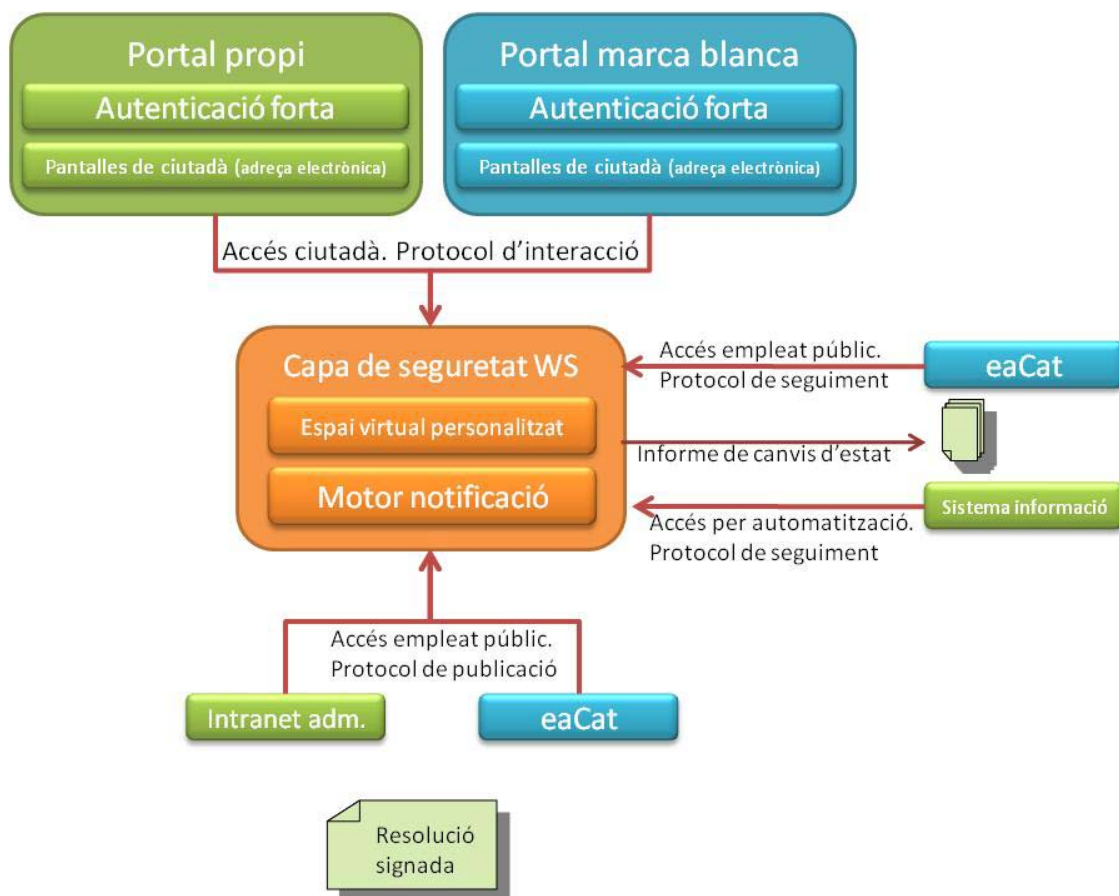 Portal propi
Autenticació forta
Pantalles de ciutadà (adreça electrònica)
Portal marca blanca
Autenticació forta
Pantalles de ciutadà (adreça electrònica)
Accés ciutadà. Protocol d'interacció
Capa de seguretat WS
Espai virtual personalitzat
Motor notificació
Accés empleat públic.
Protocol de seguiment
eaCat
Informe de canvis d'estat
Accés per automatització.
Protocol de seguiment
Sistema informació
Accés empleat públic.
Protocol de publicació
Intranet adm.
eaCat
Resolució
signada